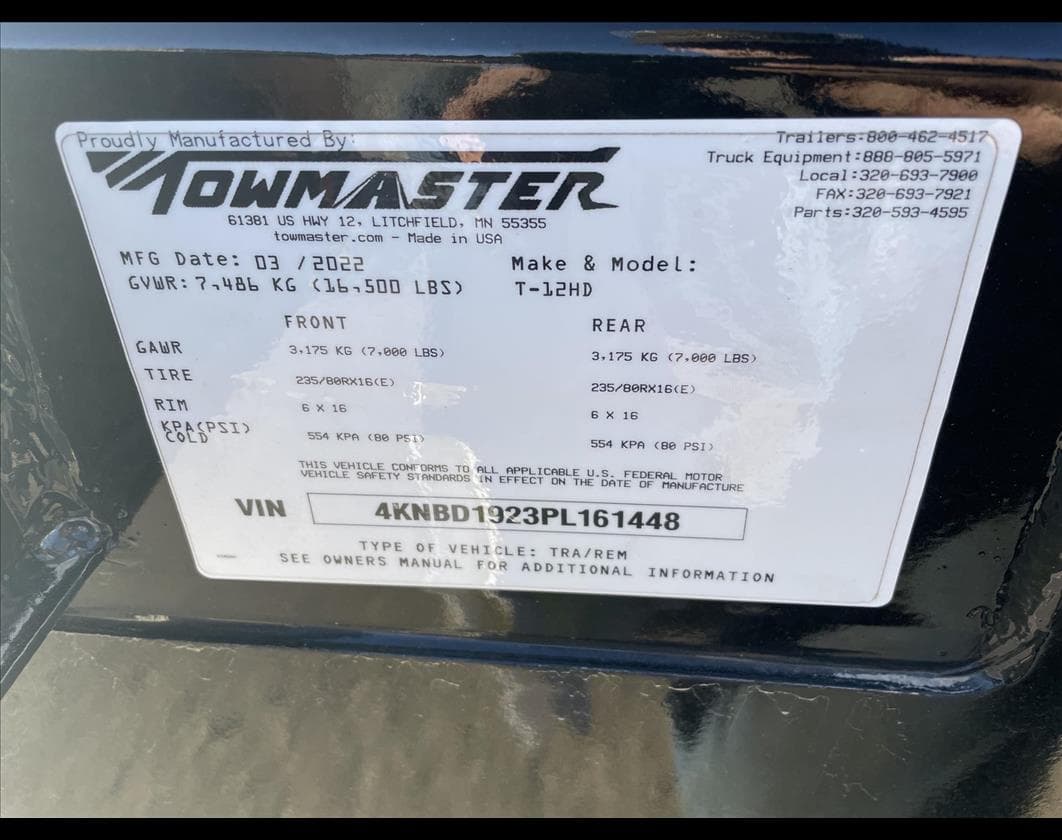 Proudly Manufactured By:
TOWMASTER
61381 US HWY 12, LITCHFIELD, MN 55355
towmaster.com - Made in USA
Trailers:800-462-4517
Truck Equipment:888-805-5971
Local:320-693-7900
FAX:320-693-7921
Parts:320-593-4595
MFG Date: 03 /2022
Make & Model:
GVWR: 7,486 KG (16,500 LBS)
T-12HD
FRONT REAR
GAWR 3,175 KG (7,000 LBS) 3,175 KG (7,000 LBS)
TIRE 235/80RX16(E) 235/80RX16(E)
RIM 6 X 16 6 X 16
KPA(PSI)
COLD 554 KPA (80 PSI) 554 KPA (80 PSI)
THIS VEHICLE CONFORMS TO ALL APPLICABLE U.S. FEDERAL MOTOR
VEHICLE SAFETY STANDARDS IN EFFECT ON THE DATE OF MANUFACTURE
VIN 4KNBD1923PL161448
TYPE OF VEHICLE: TRA/REM
SEE OWNERS MANUAL FOR ADDITIONAL INFORMATION